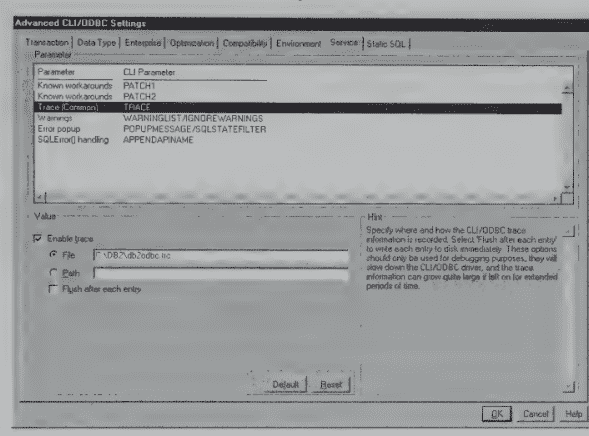 Advanced CLI/ODBC Settings
Transaction Data Type Enterprise Optimization Compatibility Environment Service Static SQL
Parameter
Parameter CLI Parameter
Known workarounds PATCH1
Known workarounds PATCH2
Trace (Common) TRACE
Warnings WARNINGLIST/IGNOREWARNINGS
Error popup POPUPMESSAGE/SQLSTATEFILTER
SQLError() handling APPENDAPINAME
Value
Enable trace
File
Path
Flush after each entry
Default Reset
Hint
Specify where and how the CLI/ODBC trace
information is recorded. Select 'Flush after each entry'
to write each entry to disk immediately. These options
should only be used for debugging purposes, they will
slow down the CLI/ODBC driver, and the trace
information can grow quite large if left on for extended
periods of time.
OK Cancel Help